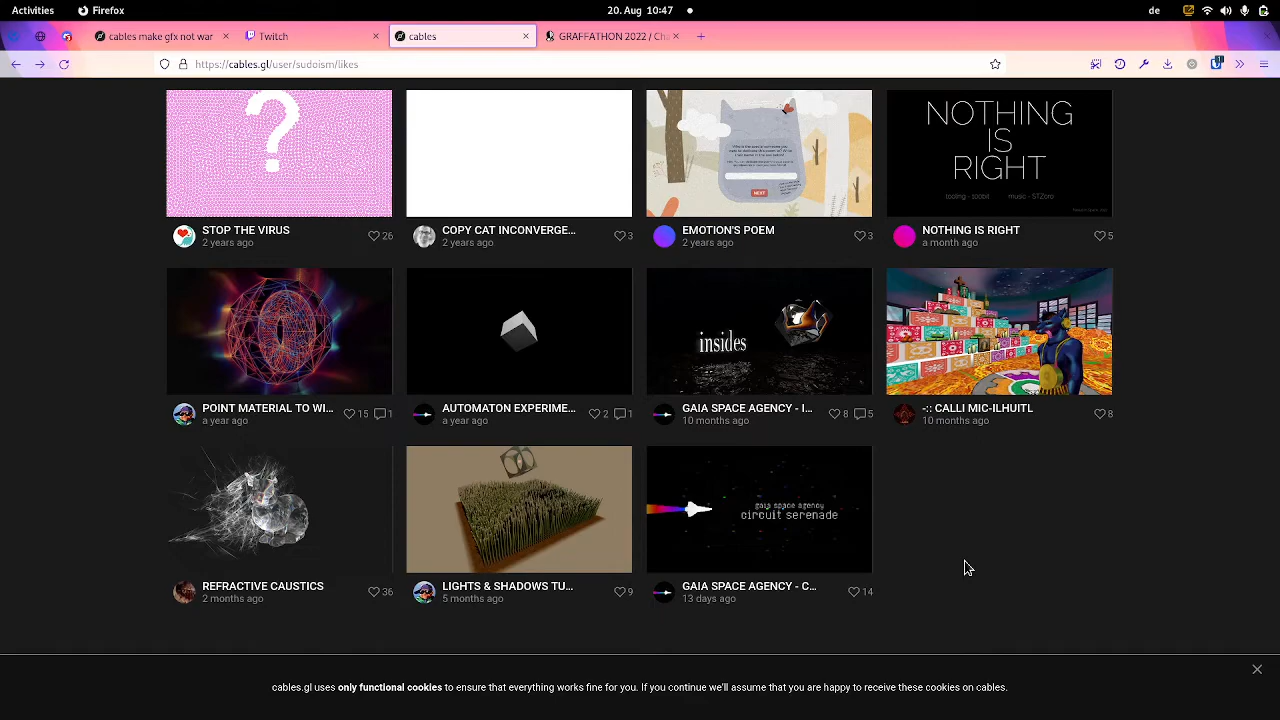 Activities
Firefox
20. Aug 10:47
de
cables make gfx not war
Twitch
cables
GRAFFATHON 2022 / Cha
https://cables.gl/user/sudoism/likes
NEXT
NOTHING
IS
RIGHT
STOP THE VIRUS
2 years ago
26
COPY CAT INCONVERGE...
2 years ago
3
EMOTION'S POEM
2 years ago
3
NOTHING IS RIGHT
a month ago
5
insides
POINT MATERIAL TO WI...
a year ago
15
1
AUTOMATON EXPERIME...
a year ago
2
1
GAIA SPACE AGENCY - I...
10 months ago
8
5
-:: CALLI MIC-ILHUITL
10 months ago
8
gaia space agency
circuit serenade
REFRACTIVE CAUSTICS
2 months ago
36
LIGHTS & SHADOWS TU...
5 months ago
9
GAIA SPACE AGENCY - C...
13 days ago
14
cables.gl uses only functional cookies to ensure that everything works fine for you. If you continue we'll assume that you are happy to receive these cookies on cables.